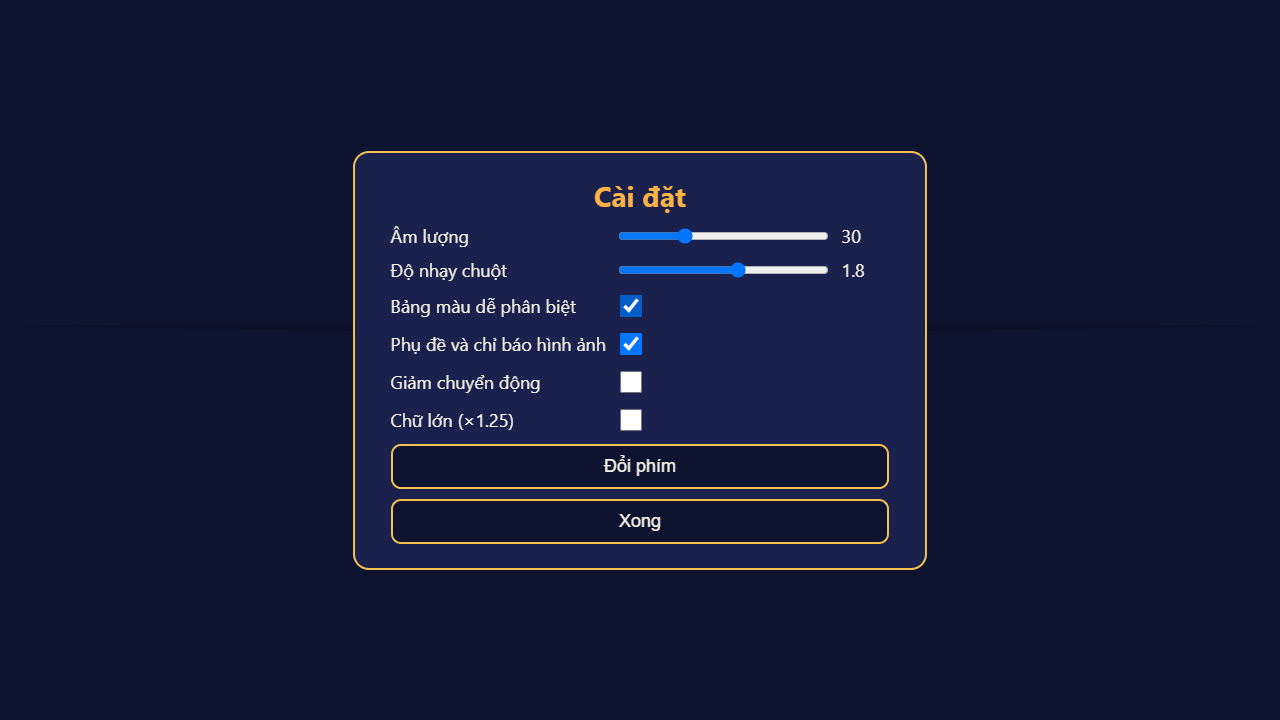 Cài đặt
Âm lượng 30
Độ nhạy chuột 1.8
Bảng màu dễ phân biệt
Phụ đề và chỉ báo hình ảnh
Giảm chuyển động
Chữ lớn (×1.25)
Đổi phím
Xong